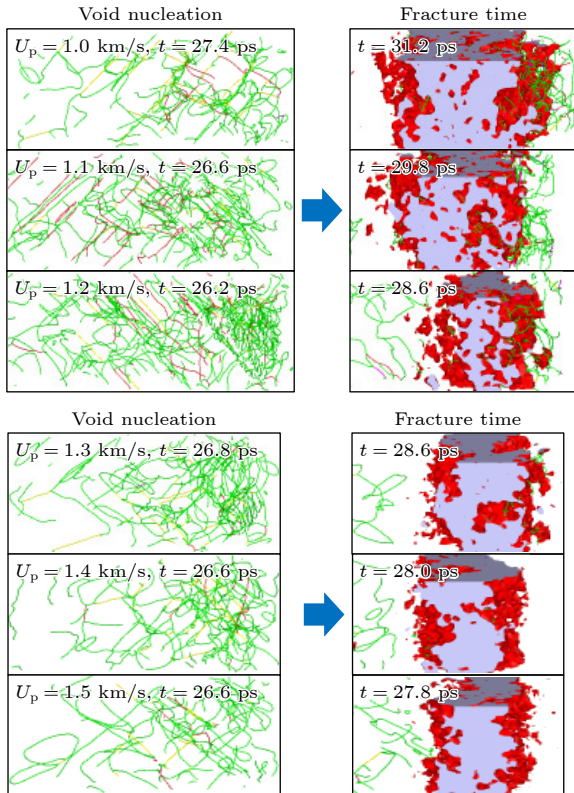 Void nucleation
Fracture time
U_p = 1.0 km/s, t = 27.4 ps
t = 31.2 ps
U_p = 1.1 km/s, t = 26.6 ps
t = 29.8 ps
U_p = 1.2 km/s, t = 26.2 ps
t = 28.6 ps
Void nucleation
Fracture time
U_p = 1.3 km/s, t = 26.8 ps
t = 28.6 ps
U_p = 1.4 km/s, t = 26.6 ps
t = 28.0 ps
U_p = 1.5 km/s, t = 26.6 ps
t = 27.8 ps